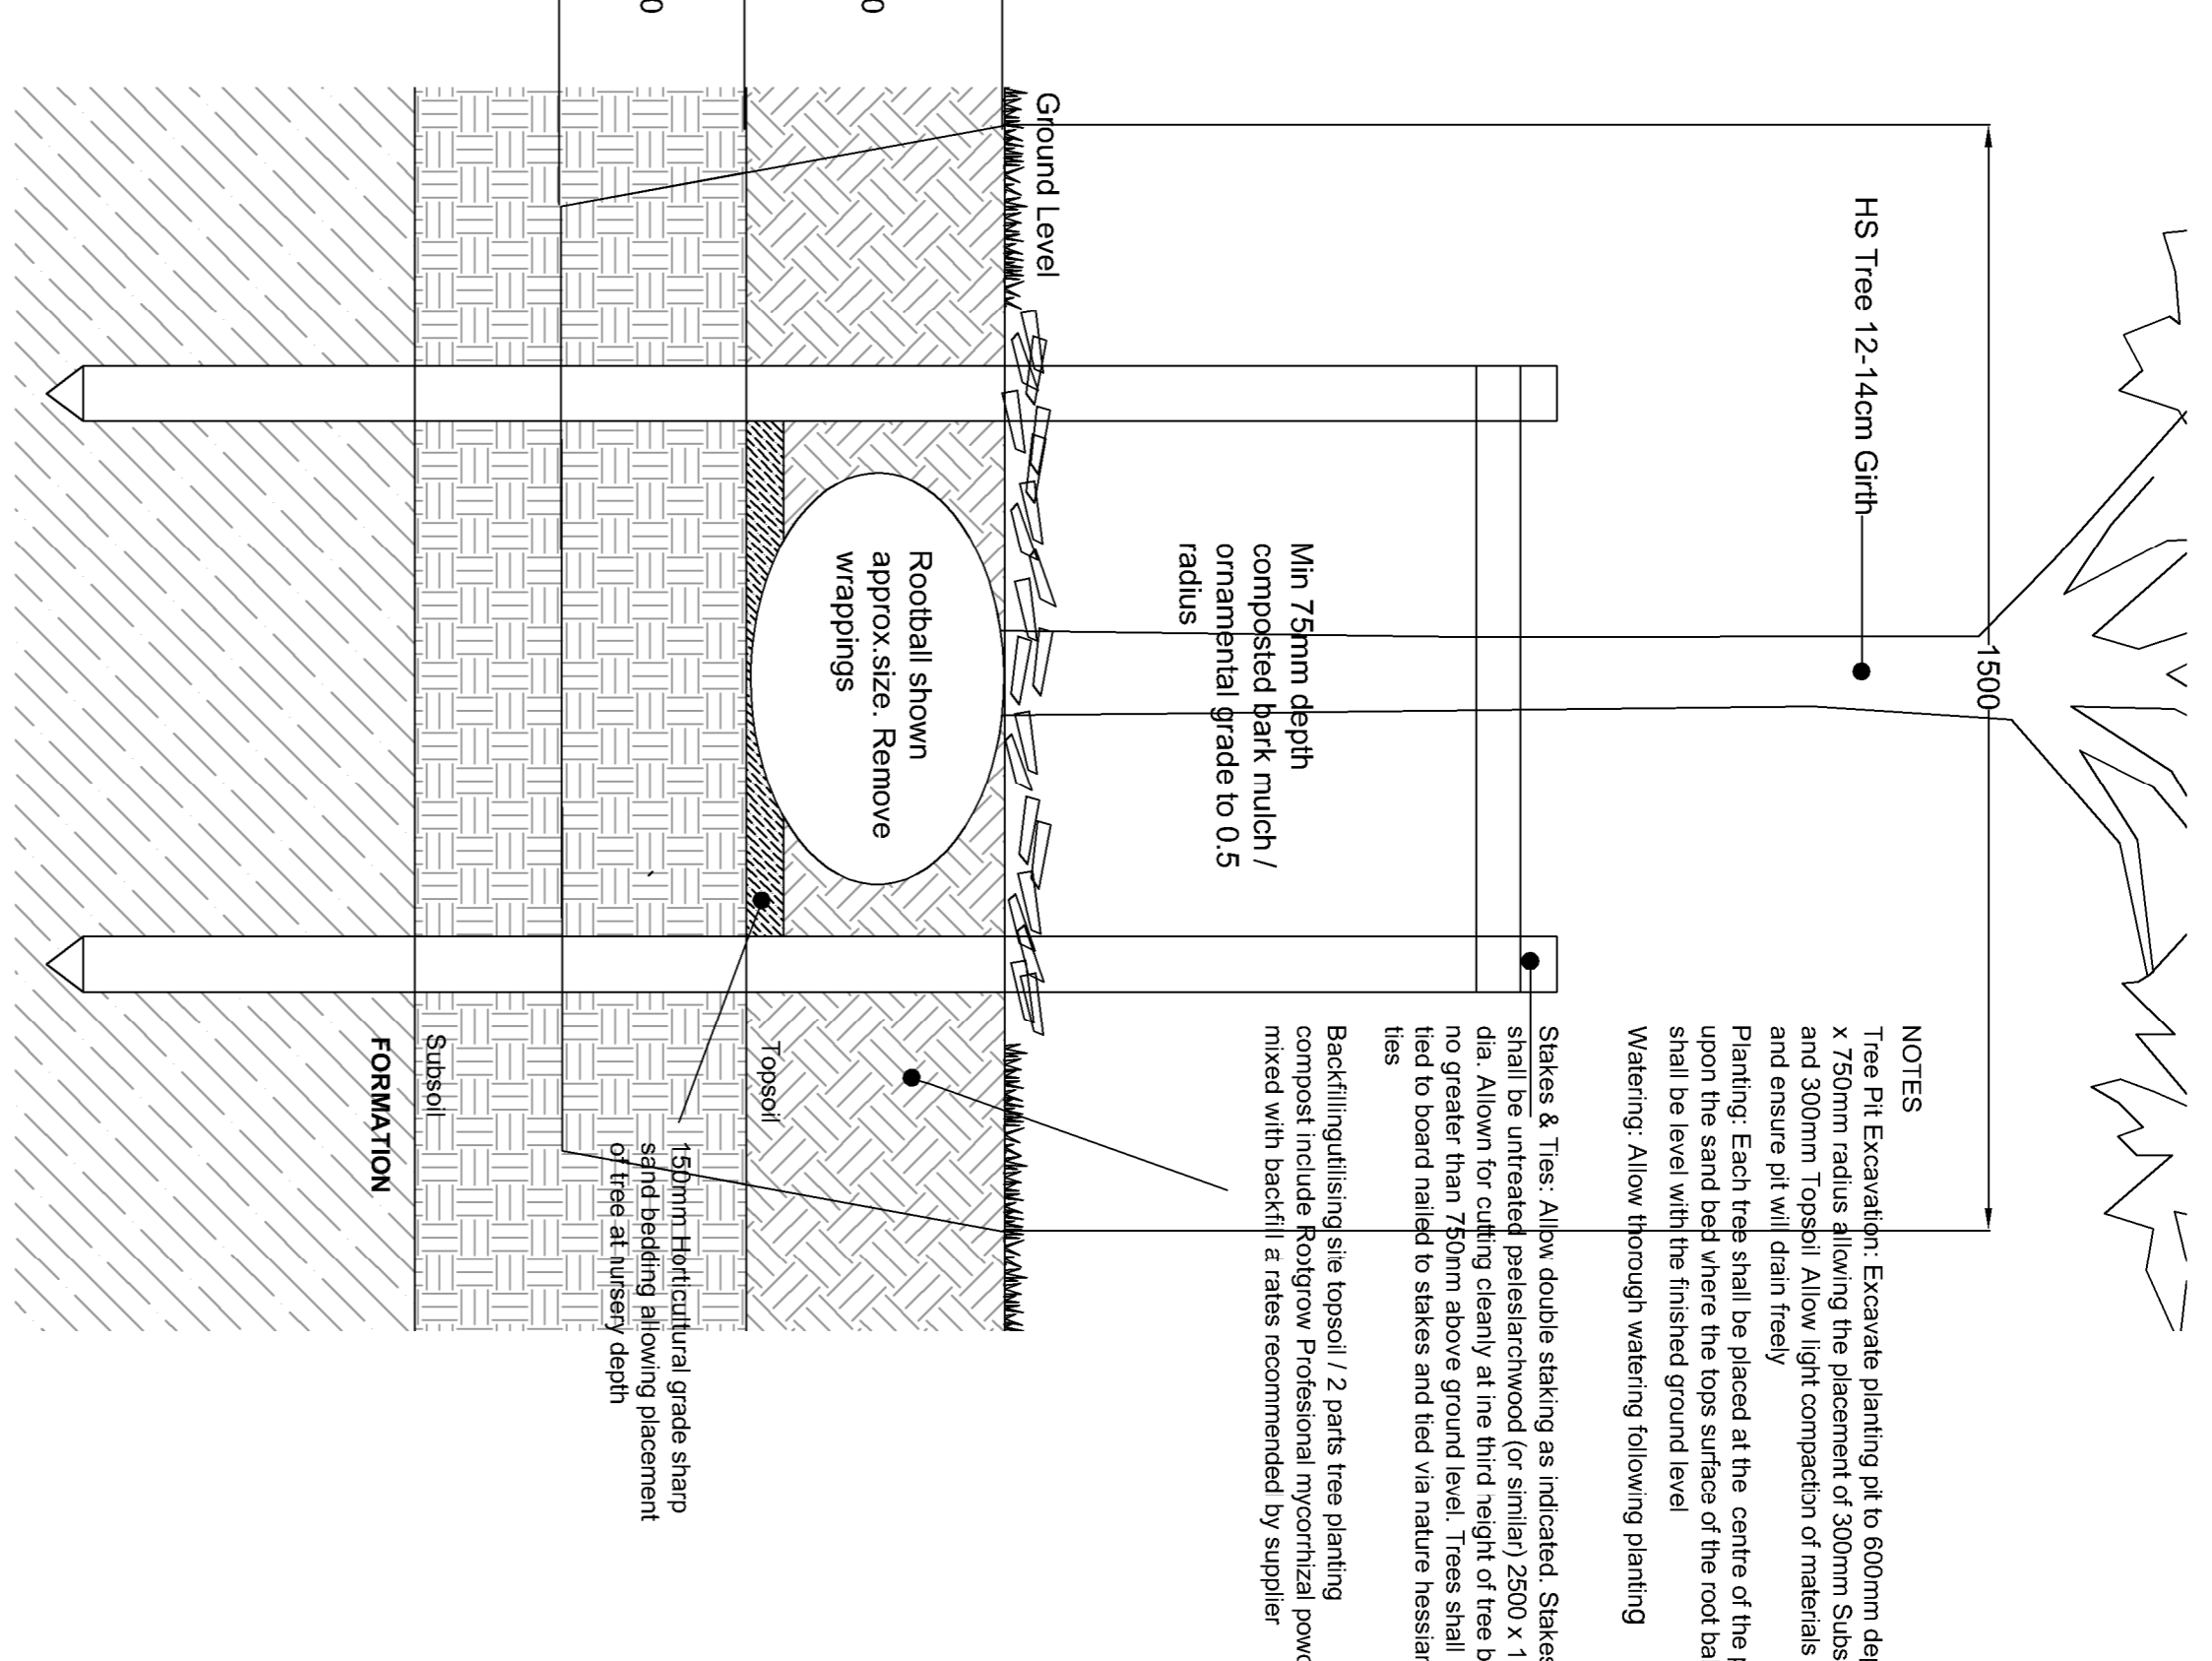 1500
HS Tree 12-14cm Girth
Ground Level
Min 75mm depth
composted bark mulch /
ornamental grade to 0.5
radius
Rootball shown
approx.size. Remove
wrappings
NOTES
Tree Pit Excavation: Excavate planting pit to 600mm
x 750mm radius allowing the placement of 300mm
and 300mm Topsoil Allow light compaction of materials
and ensure pit will drain freely
Planting: Each tree shall be placed at the centre of the
upon the sand bed where the tops surface of the root
shall be level with the finished ground level
Watering: Allow thorough watering following planting
Stakes & Ties: Allow double staking as indicated. Stakes
shall be untreated peeleslarchwood (or similar) 2500 x
dia. Allown for cutting cleanly at ine third height of tree
no greater than 750mm above ground level. Trees shall
tied to board nailed to stakes and tied via nature
ties
Backfillingutilising site topsoil / 2 parts tree planting
compost include Rootgrow Profesional mycorrhizal
mixed with backfill a rates recommended by supplier
Topsoil
150mm Horticultural grade sharp
sand bedding allowing placement
of tree at nursery depth
Subsoil
FORMATION